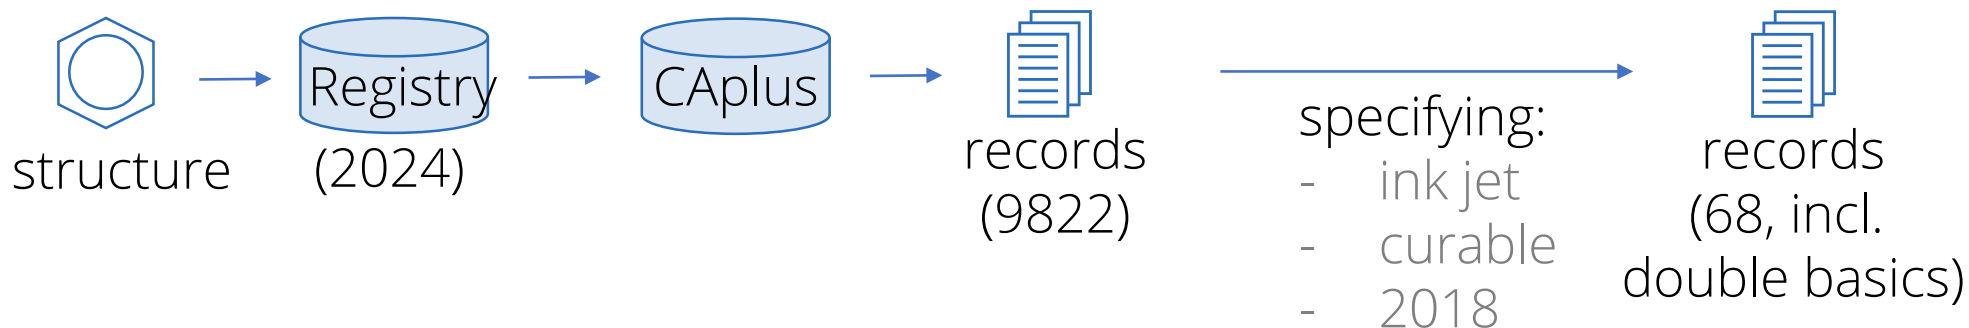 structure
Registry
(2024)
CAplus
records
(9822)
specifying:
- ink jet
- curable
- 2018
records
(68, incl.
double basics)